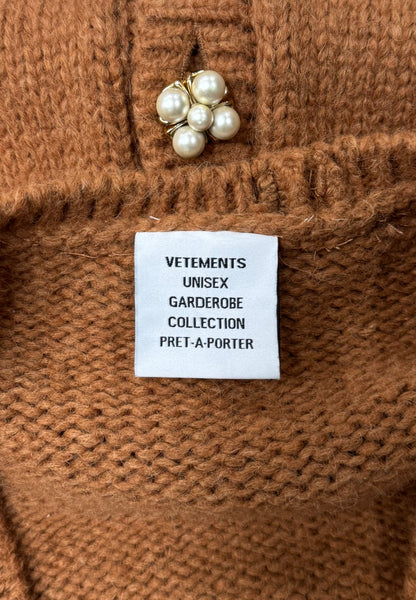 VETEMENTS
UNISEX
GARDEROBE
COLLECTION
PRET-A-PORTER